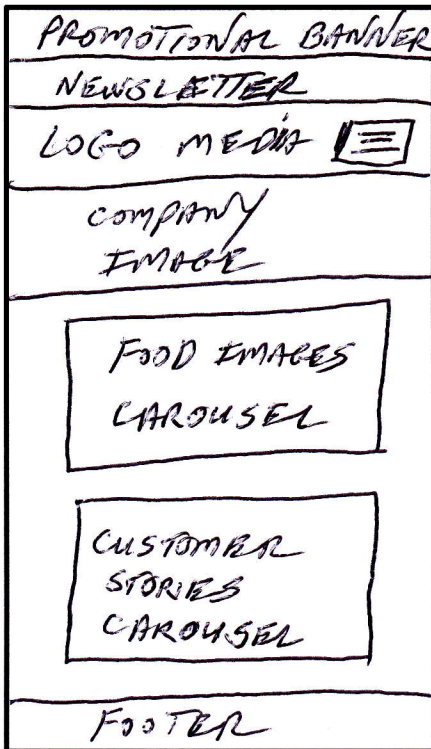 PROMOTIONAL BANNER
NEWSLETTER
LOGO MEDIA
COMPANY
IMAGE
FOOD IMAGES
CAROUSEL
CUSTOMER
STORIES
CAROUSEL
FOOTER